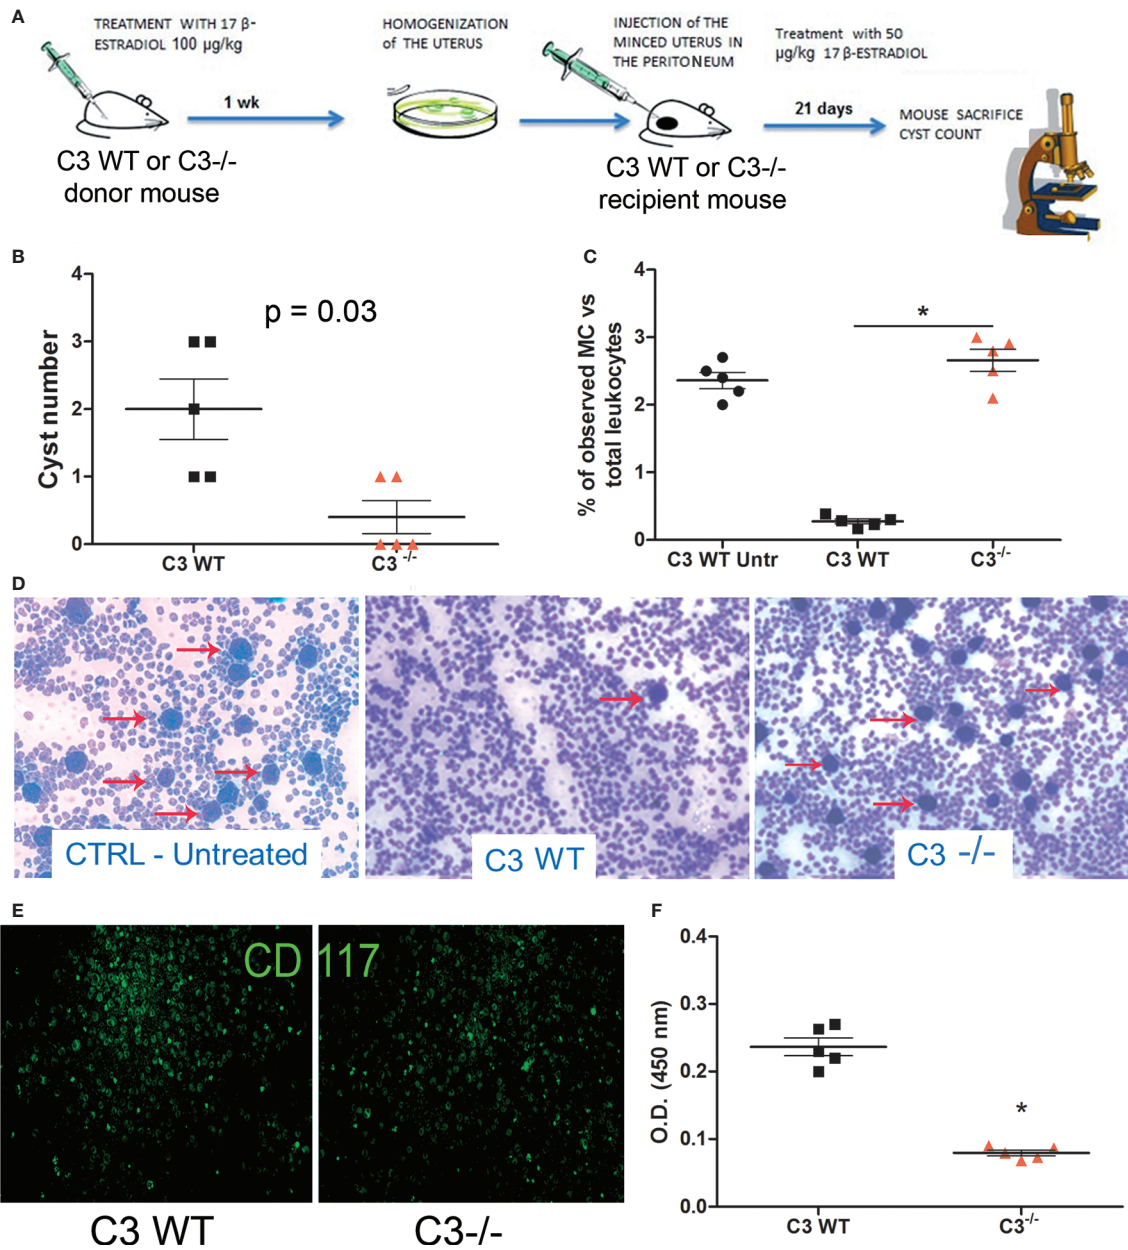 A
TREATMENT WITH 17 β-
ESTRADIOL 100 µg/kg
HOMOGENIZATION
of THE UTERUS
INJECTION of THE
MINCED UTERUS IN
THE PERITONEUM
Treatment with 50
µg/kg 17 β-ESTRADIOL
1 wk
21 days
MOUSE SACRIFICE
CYST COUNT
C3 WT or C3-/-
donor mouse
C3 WT or C3-/-
recipient mouse
B
Cyst number
4
3
2
1
0
p = 0.03
C3 WT
C3 -/-
C
% of observed MC vs
total leukocytes
4
3
2
1
0
*
C3 WT Untr
C3 WT
C3-/-
D
CTRL - Untreated
C3 WT
C3 -/-
E
CD 117
C3 WT
C3-/-
F
O.D. (450 nm)
0.4
0.3
0.2
0.1
0.0
*
C3 WT
C3-/-